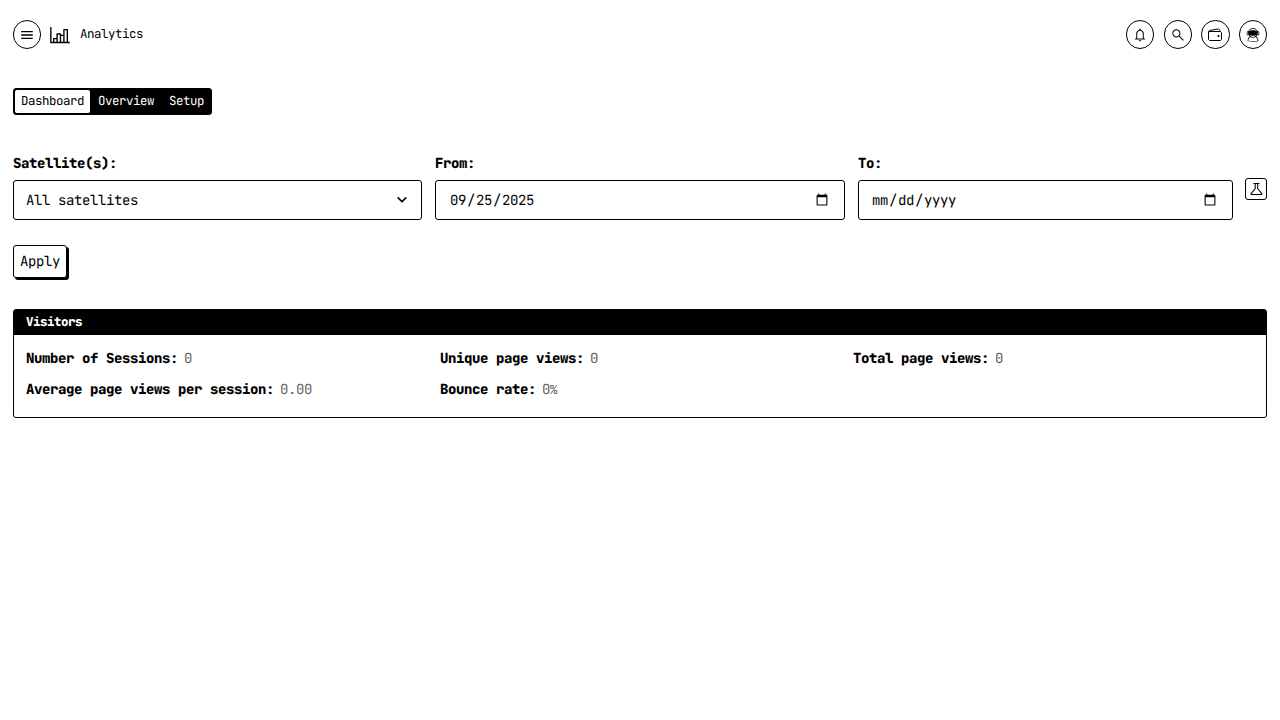 Analytics
Dashboard Overview Setup
Satellite(s): From: To:
All satellites 09/25/2025 mm/dd/yyyy
Apply
Visitors
Number of Sessions: 0 Unique page views: 0 Total page views: 0
Average page views per session: 0.00 Bounce rate: 0%